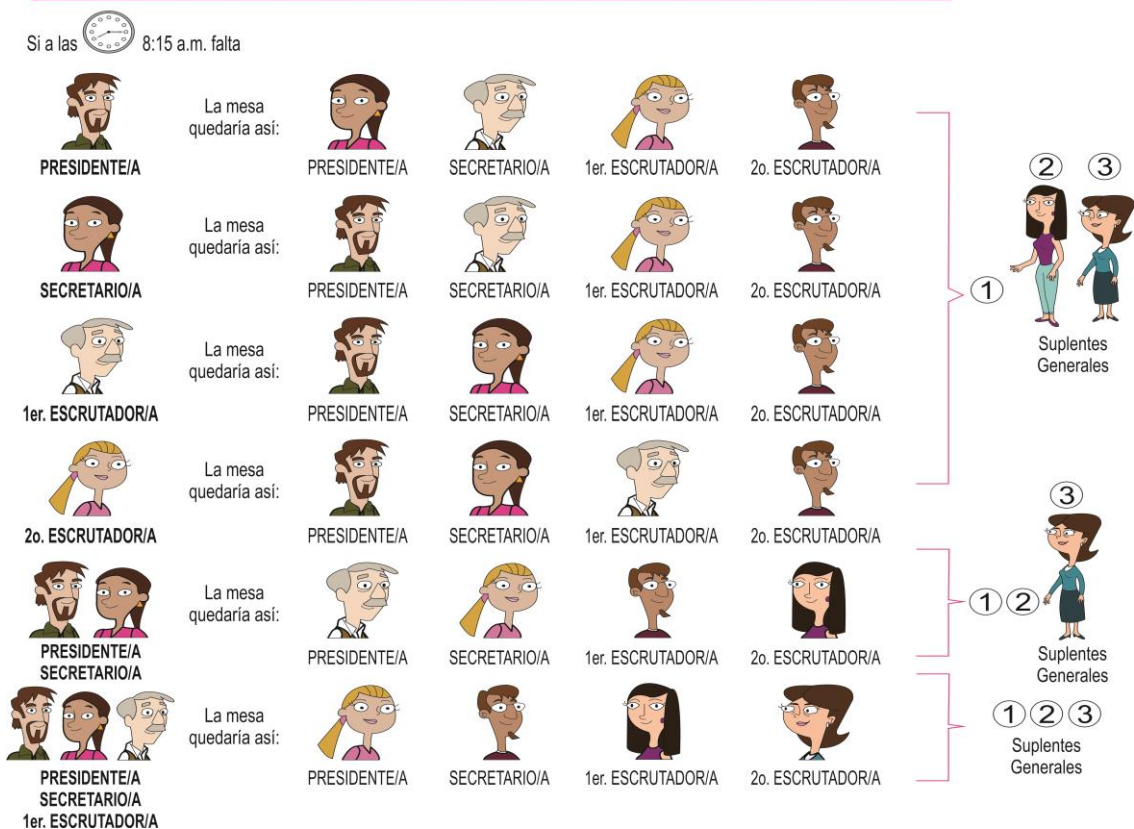 Si a las 8:15 a.m. falta
La mesa
quedaría así:
PRESIDENTE/A
PRESIDENTE/A SECRETARIO/A 1er. ESCRUTADOR/A 2o. ESCRUTADOR/A
La mesa
quedaría así:
SECRETARIO/A
PRESIDENTE/A SECRETARIO/A 1er. ESCRUTADOR/A 2o. ESCRUTADOR/A
La mesa
quedaría así:
1er. ESCRUTADOR/A
PRESIDENTE/A SECRETARIO/A 1er. ESCRUTADOR/A 2o. ESCRUTADOR/A
La mesa
quedaría así:
2o. ESCRUTADOR/A
PRESIDENTE/A SECRETARIO/A 1er. ESCRUTADOR/A 2o. ESCRUTADOR/A
1
2 3
Suplentes
Generales
La mesa
quedaría así:
PRESIDENTE/A
SECRETARIO/A
PRESIDENTE/A SECRETARIO/A 1er. ESCRUTADOR/A 2o. ESCRUTADOR/A
1 2
3
Suplentes
Generales
La mesa
quedaría así:
PRESIDENTE/A
SECRETARIO/A
1er. ESCRUTADOR/A
PRESIDENTE/A SECRETARIO/A 1er. ESCRUTADOR/A 2o. ESCRUTADOR/A
1 2 3
Suplentes
Generales